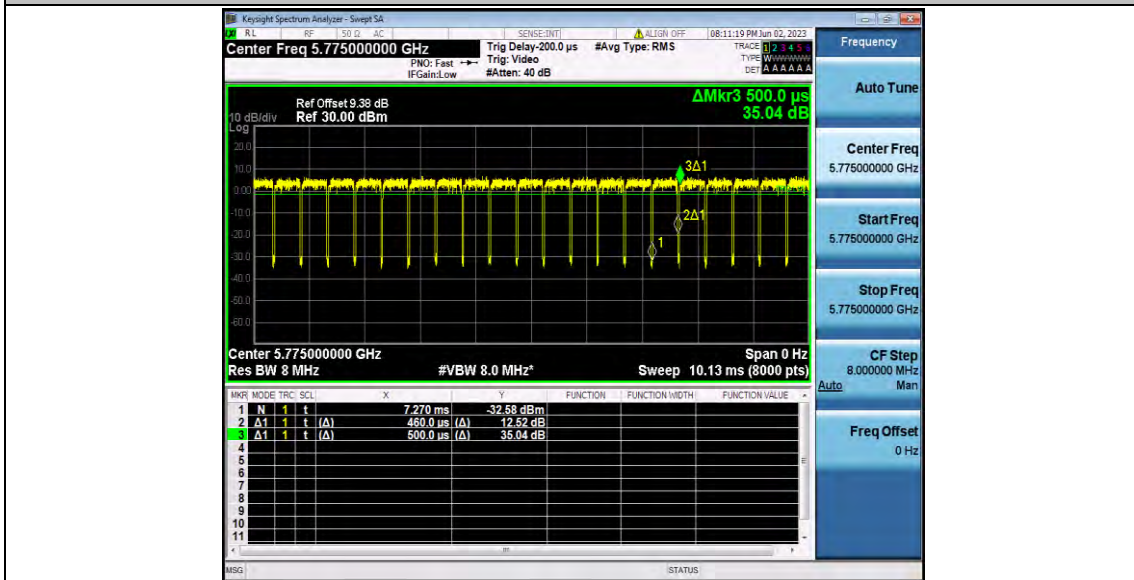 Keysight Spectrum Analyzer - Swept SA
RL RF 50 Ω AC SENSE:INT ALIGN OFF 08:11:19 PM Jun 02, 2023
Center Freq 5.775000000 GHz
PNO: Fast
IFGain:Low
Trig Delay-200.0 µs
Trig: Video
#Atten: 40 dB
#Avg Type: RMS
TRACE 1 2 3 4 5 6
TYPE WWWWWW
DET A A A A A A
Frequency
Auto Tune
Center Freq
5.775000000 GHz
Start Freq
5.775000000 GHz
Stop Freq
5.775000000 GHz
CF Step
8.000000 MHz
Auto Man
Freq Offset
0 Hz
ΔMkr3 500.0 µs
35.04 dB
Ref Offset 9.38 dB
10 dB/div Ref 30.00 dBm
Log
20.0
10.0
0.00
-10.0
-20.0
-30.0
-40.0
-50.0
-60.0
3Δ1
2Δ1
1
Center 5.775000000 GHz Span 0 Hz
Res BW 8 MHz #VBW 8.0 MHz* Sweep 10.13 ms (8000 pts)
MKR MODE TRC SCL X Y FUNCTION FUNCTION WIDTH FUNCTION VALUE
1 N 1 t 7.270 ms -32.58 dBm
2 Δ1 1 t (Δ) 460.0 µs (Δ) 12.52 dB
3 Δ1 1 t (Δ) 500.0 µs (Δ) 35.04 dB
4
5
6
7
8
9
10
11
MSG STATUS